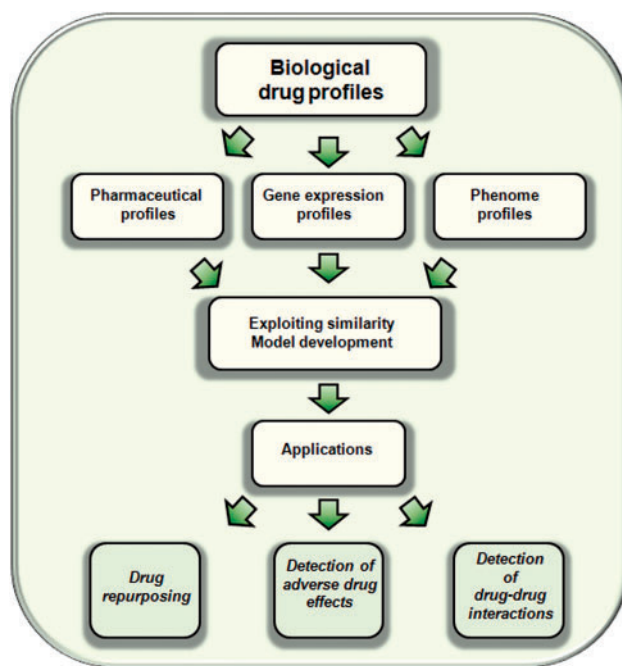 Biological
drug profiles
Pharmaceutical
profiles
Gene expression
profiles
Phenome
profiles
Exploiting similarity
Model development
Applications
Drug
repurposing
Detection of
adverse drug
effects
Detection
of
drug-drug
interactions